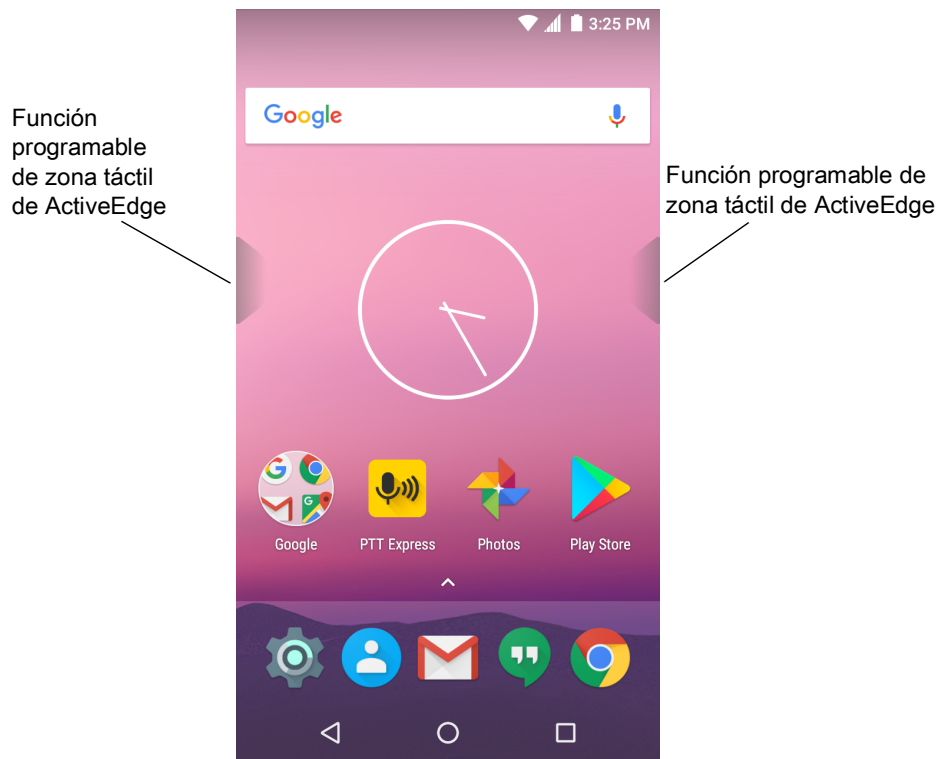 3:25 PM
Google
Función
programable
de zona táctil
de ActiveEdge
Función programable de
zona táctil de ActiveEdge
Google
PTT Express
Photos
Play Store